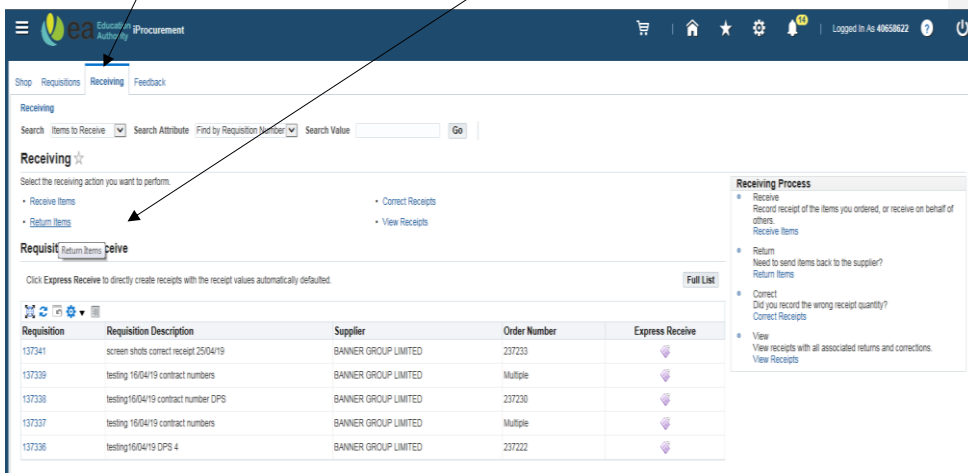 ea Education Authority iProcurement 14 Logged In As 40658622 ?
Shop Requisitions Receiving Feedback
Receiving
Search Items to Receive Search Attribute Find by Requisition Number Search Value Go
Receiving
Select the receiving action you want to perform.
• Receive Items • Correct Receipts
• Return Items • View Receipts
Requisit Return Items ceive
Click Express Receive to directly create receipts with the receipt values automatically defaulted. Full List
Requisition Requisition Description Supplier Order Number Express Receive
137341 screen shots correct receipt 25/04/19 BANNER GROUP LIMITED 237233
137339 testing 16/04/19 contract numbers BANNER GROUP LIMITED Multiple
137338 testing16/04/19 contract number DPS BANNER GROUP LIMITED 237230
137337 testing 16/04/19 contract numbers BANNER GROUP LIMITED Multiple
137336 testing16/04/19 DPS 4 BANNER GROUP LIMITED 237222
Receiving Process
Receive
Record receipt of the items you ordered, or receive on behalf of
others.
Receive Items
Return
Need to send items back to the supplier?
Return Items
Correct
Did you record the wrong receipt quantity?
Correct Receipts
View
View receipts with all associated returns and corrections.
View Receipts